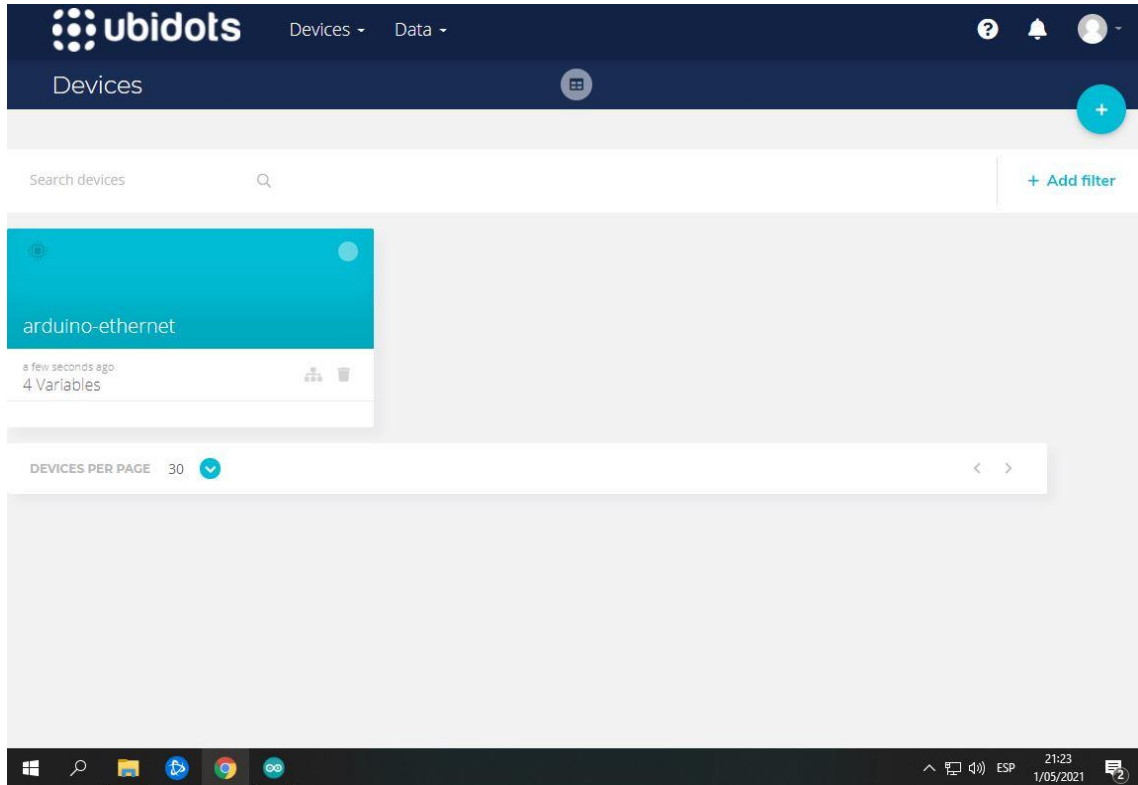 ubidots Devices Data
Devices
Search devices
+ Add filter
arduino-ethernet
a few seconds ago
4 Variables
DEVICES PER PAGE 30
ESP
21:23
1/05/2021
2